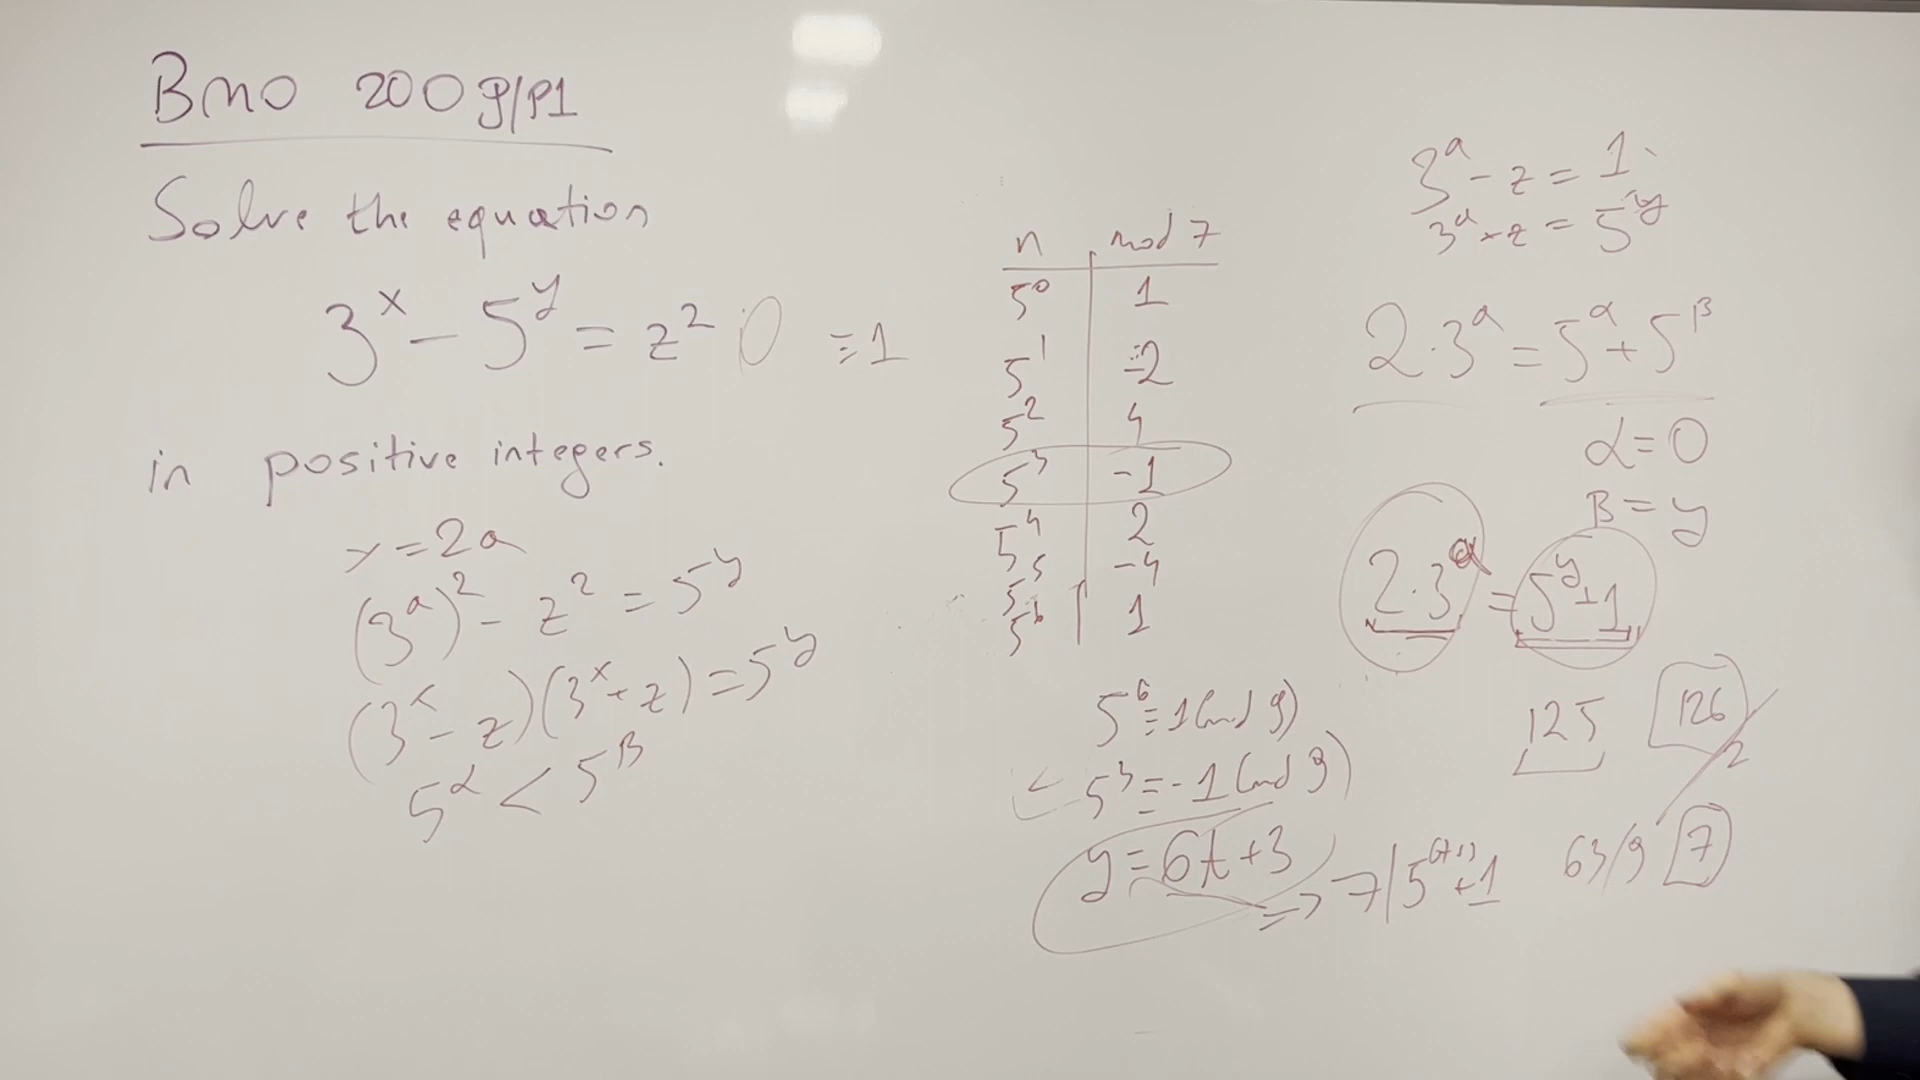 BMO 2009/P1
Solve the equation
3^x - 5^y = z^2 0 ≡ 1
in positive integers.
x = 2a
(3^a)^2 - z^2 = 5^y
(3^x - z)(3^x + z) = 5^y
5^α < 5^β
n | mod 7
5^0 | 1
5^1 | -2
5^2 | 4
5^3 | -1
5^4 | 2
5^5 | -4
5^6 | 1
5^6 ≡ 1 (mod 9)
5^3 ≡ -1 (mod 9)
y = 6t + 3
=> 7 | 5^(6t+3) + 1
3^a - z = 1
3^a + z = 5^y
2·3^a = 5^α + 5^β
α = 0
β = y
2·3^a = 5^y + 1
125 126/2
63/9 7